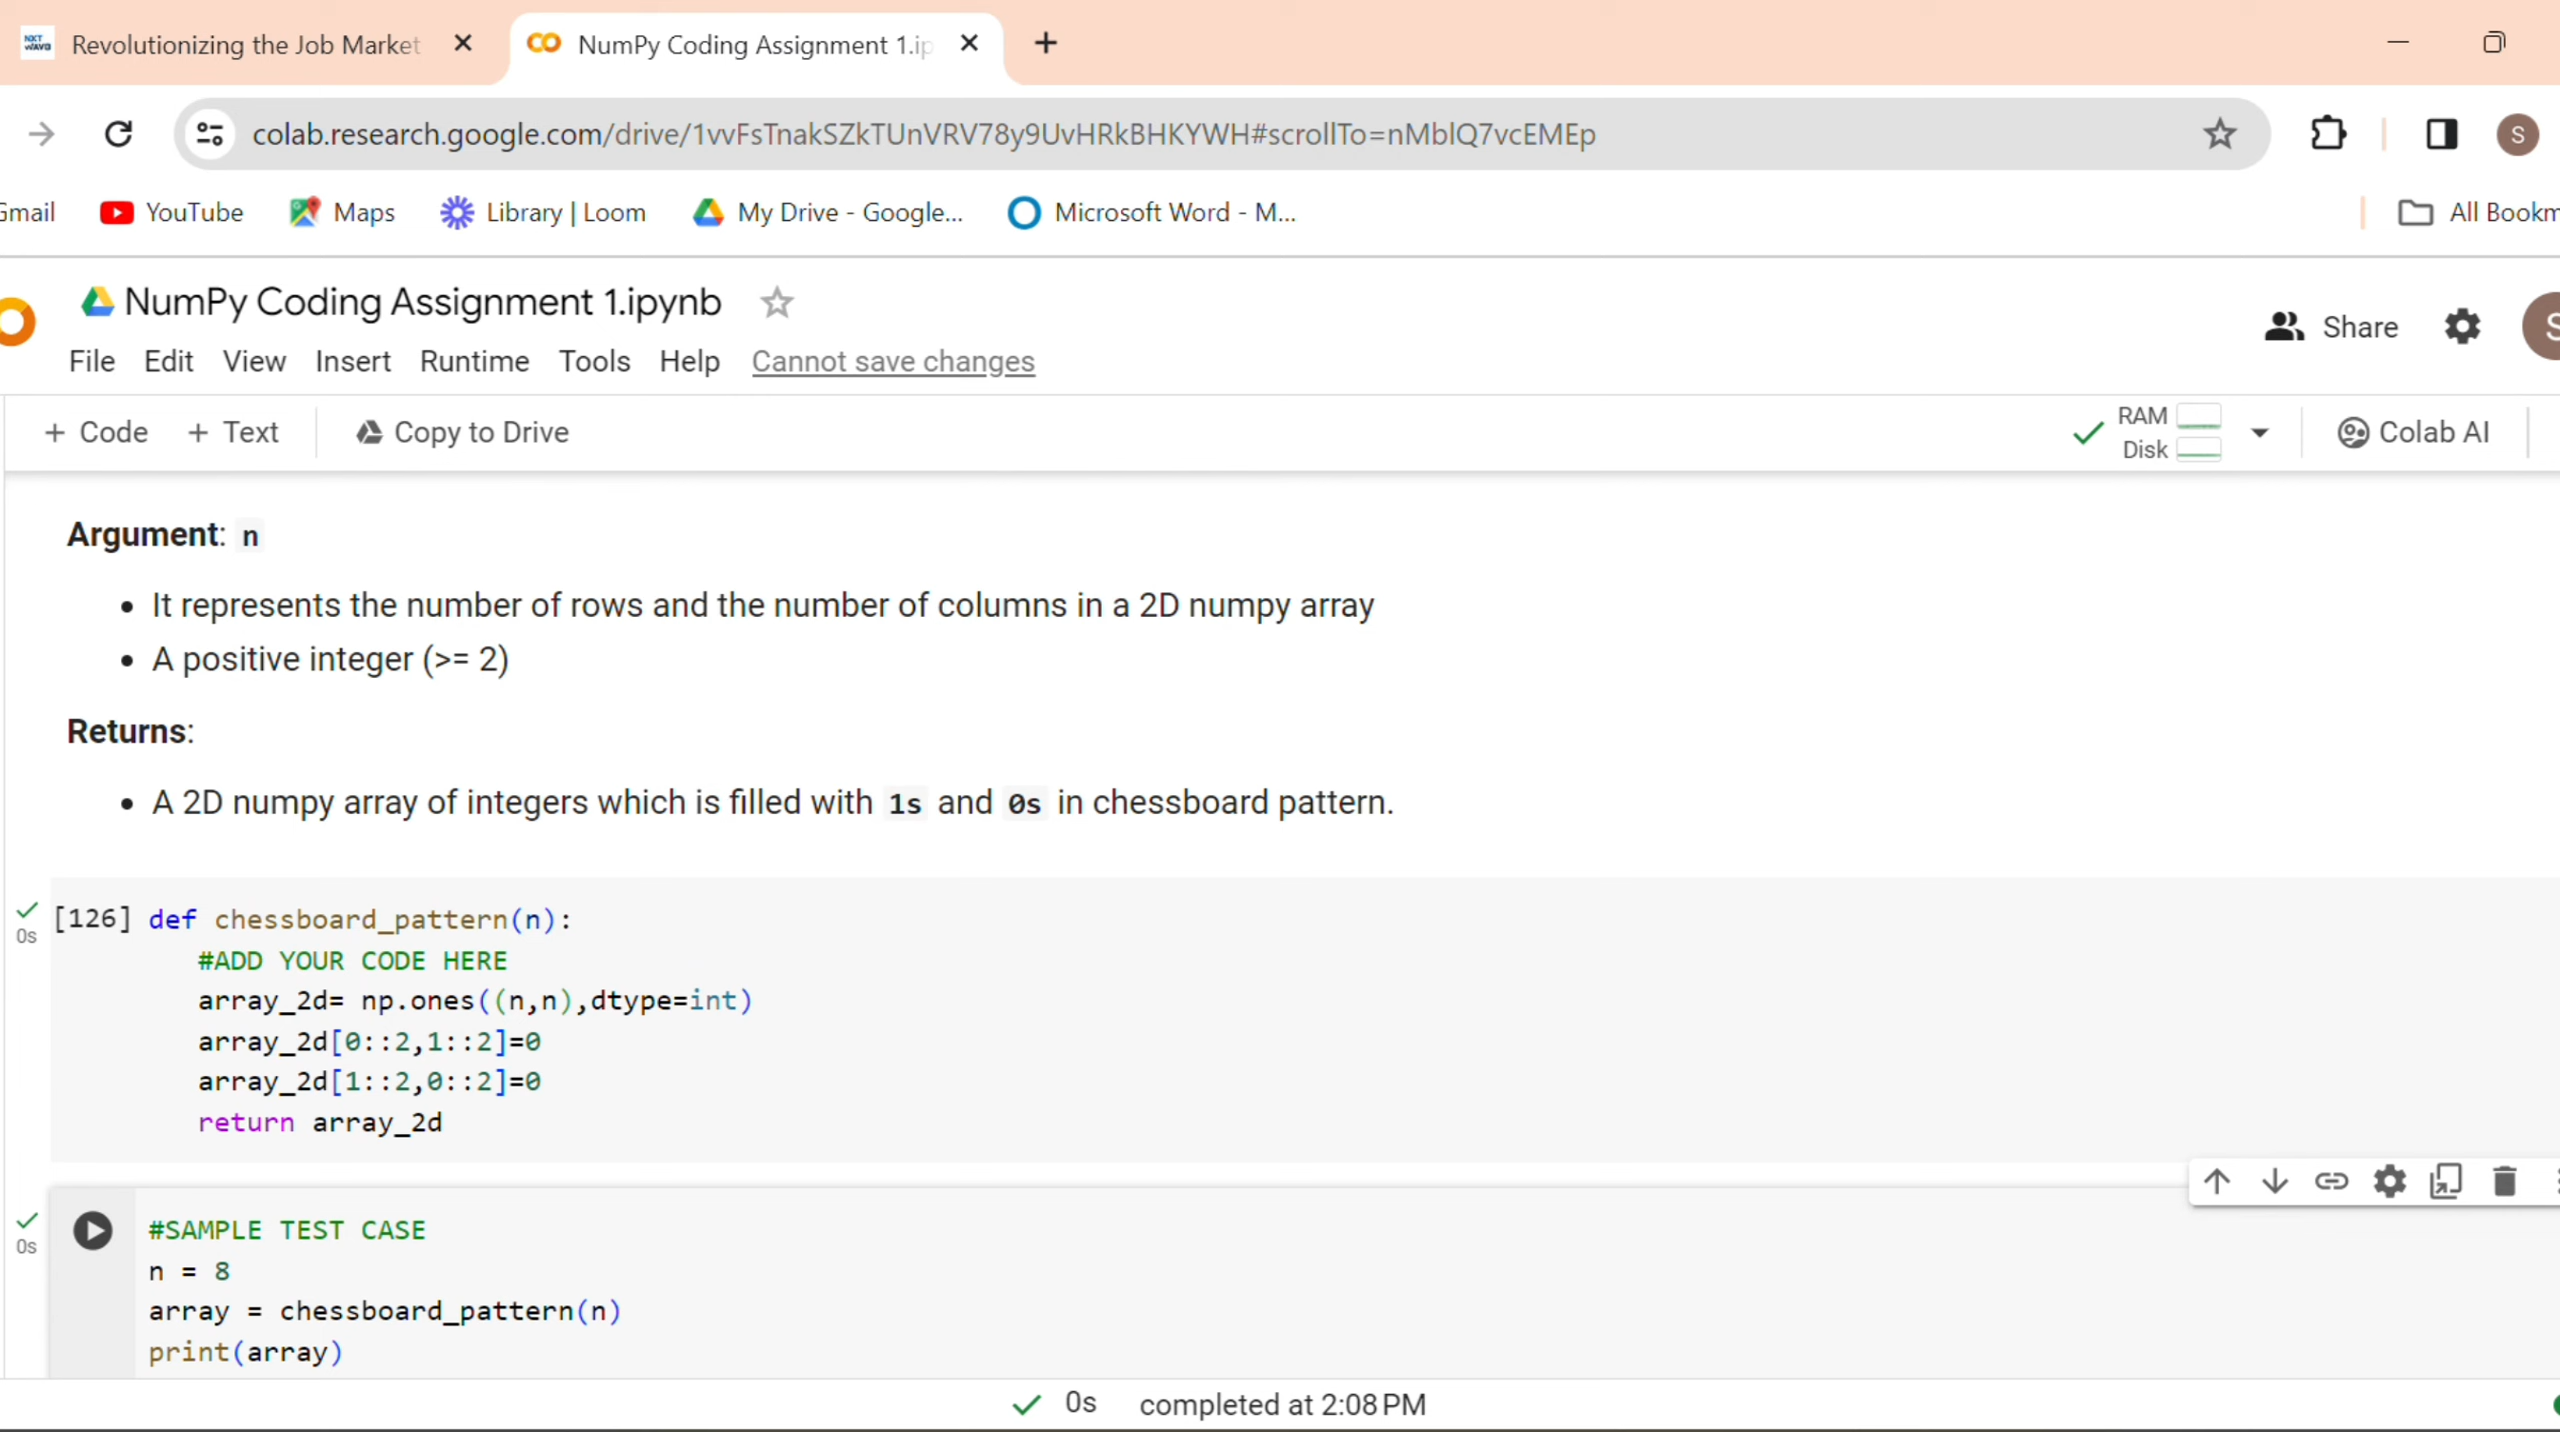 NXT WAVE Revolutionizing the Job Market
NumPy Coding Assignment 1.ip
colab.research.google.com/drive/1vvFsTnakSZkTUnVRV78y9UvHRkBHKYWH#scrollTo=nMblQ7vcEMEp
S
Gmail YouTube Maps Library | Loom My Drive - Google... Microsoft Word - M... All Bookm
NumPy Coding Assignment 1.ipynb
Share
S
File Edit View Insert Runtime Tools Help Cannot save changes
+ Code + Text Copy to Drive
RAM
Disk
Colab AI
Argument: n
• It represents the number of rows and the number of columns in a 2D numpy array
• A positive integer (>= 2)
Returns:
• A 2D numpy array of integers which is filled with 1s and 0s in chessboard pattern.
[126] def chessboard_pattern(n):
0s
#ADD YOUR CODE HERE
array_2d= np.ones((n,n),dtype=int)
array_2d[0::2,1::2]=0
array_2d[1::2,0::2]=0
return array_2d
#SAMPLE TEST CASE
0s
n = 8
array = chessboard_pattern(n)
print(array)
0s completed at 2:08 PM